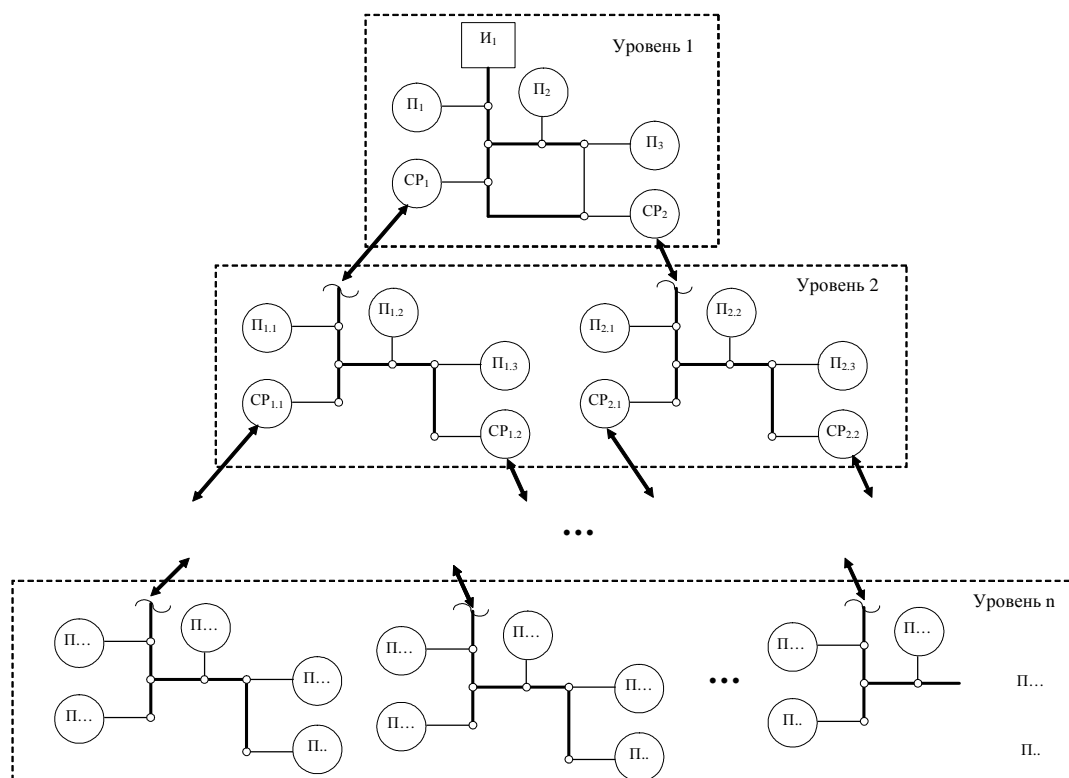 И₁
Уровень 1
П₂
П₁
П₃
СР₁
СР₂
Уровень 2
П₁.₂
П₂.₂
П₁.₁
П₂.₁
П₁.₃
П₂.₃
СР₁.₁
СР₂.₁
СР₁.₂
СР₂.₂
...
Уровень n
П...
П...
П...
П...
П...
П...
П...
П...
...
П...
П...
П...
П..
П..
П..
П..